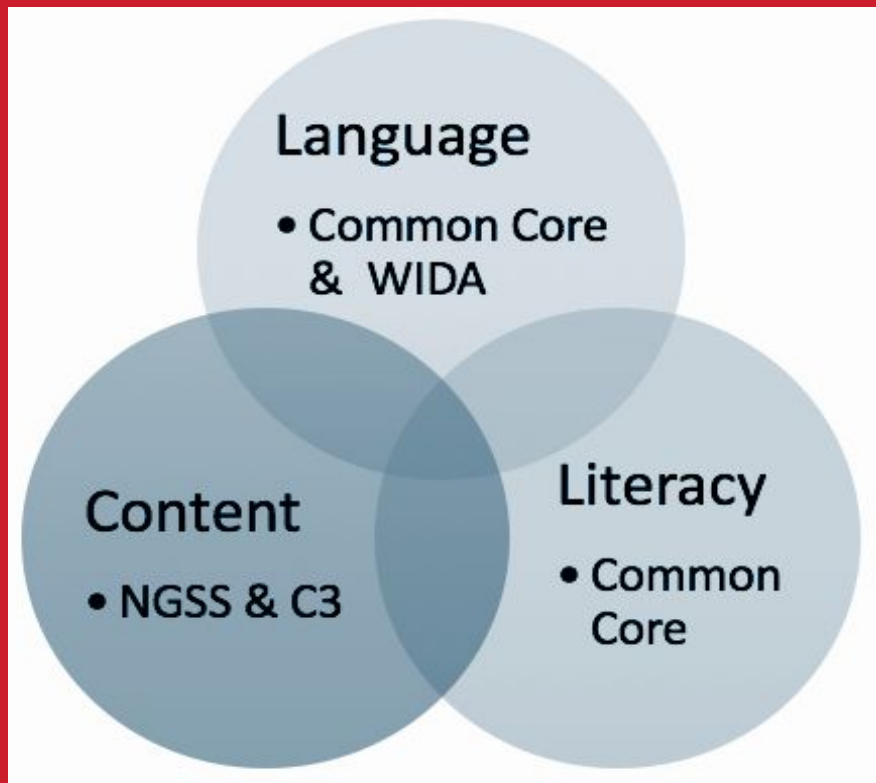 Language
• Common Core
& WIDA
Content
• NGSS & C3
Literacy
• Common
Core